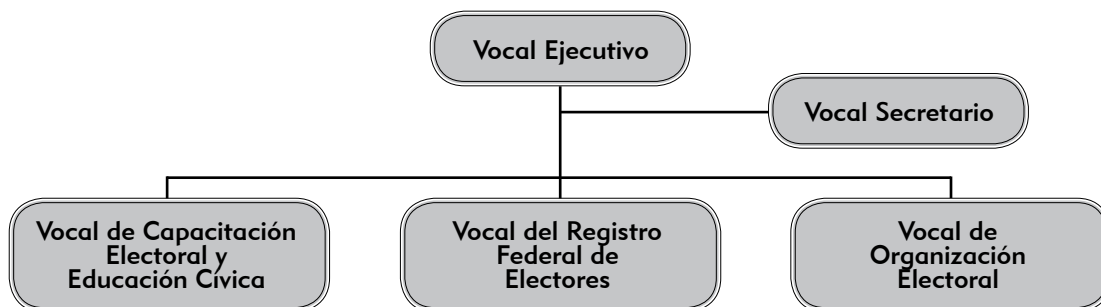 Vocal Ejecutivo
Vocal Secretario
Vocal de Capacitación
Electoral y
Educación Cívica
Vocal del Registro
Federal de
Electores
Vocal de
Organización
Electoral